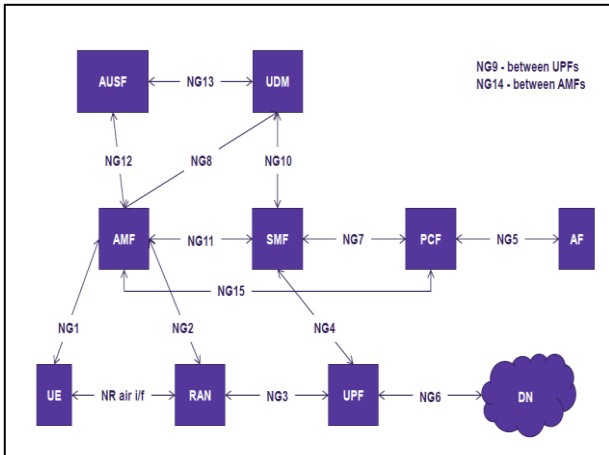 NG9 - between UPFs
NG14 - between AMFs
AUSF
NG13
UDM
NG12
NG8
NG10
AMF
NG11
SMF
NG7
PCF
NG5
AF
NG15
NG1
NG2
NG4
UE
NR air i/f
RAN
NG3
UPF
NG6
DN